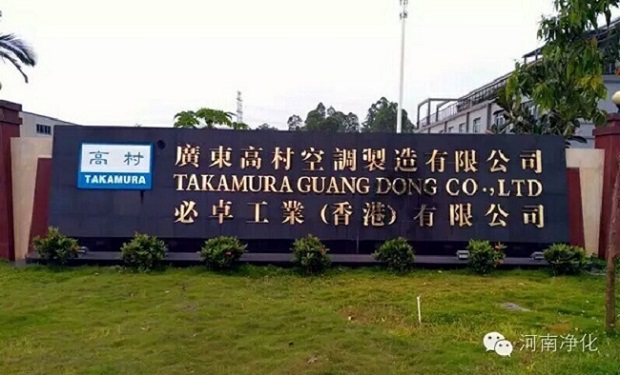 高村
TAKAMURA
廣東高村空調製造有限公司
TAKAMURA GUANG DONG CO.,LTD
必卓工業(香港)有限公司
河南净化